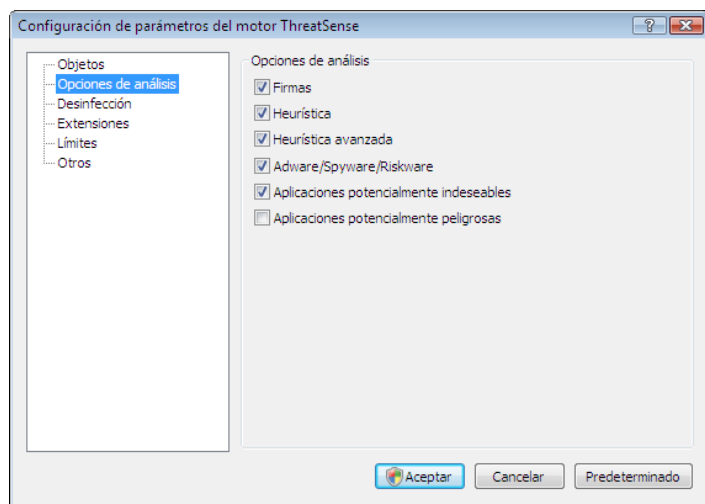 Configuración de parámetros del motor ThreatSense
Objetos
Opciones de análisis
Desinfección
Extensiones
Límites
Otros
Opciones de análisis
Firmas
Heurística
Heurística avanzada
Adware/Spyware/Riskware
Aplicaciones potencialmente indeseables
Aplicaciones potencialmente peligrosas
Aceptar
Cancelar
Predeterminado